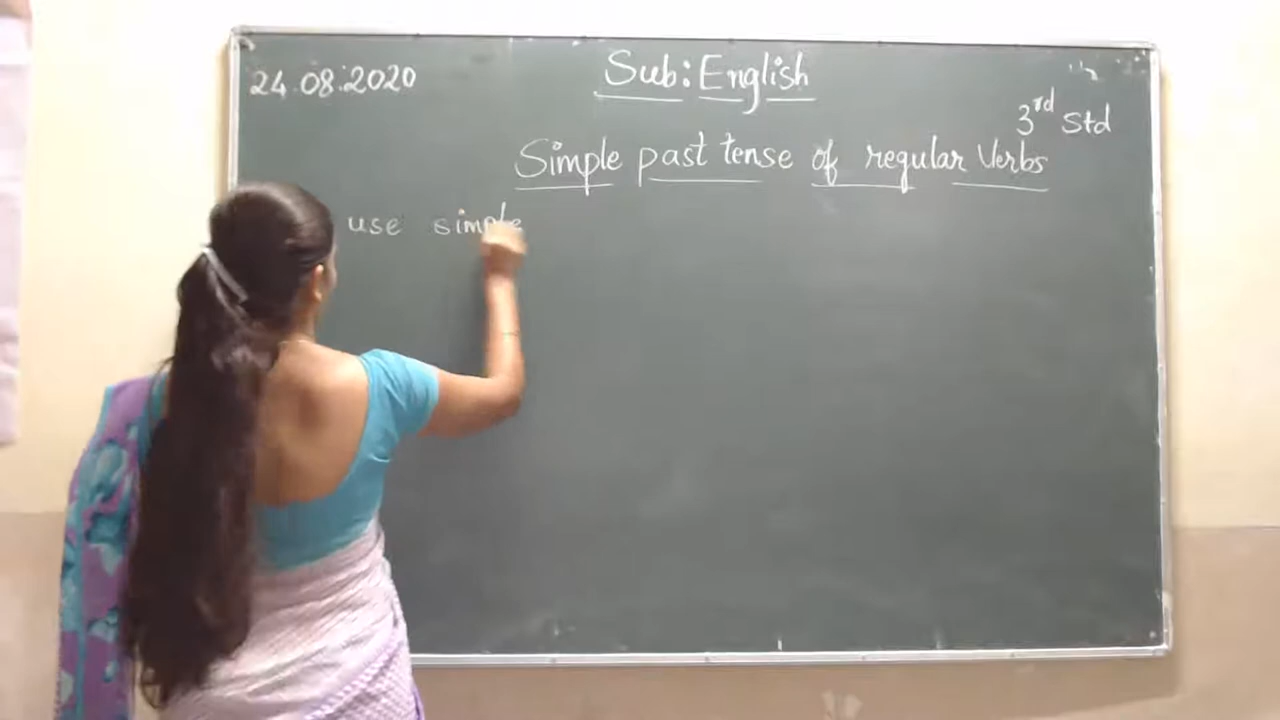 24.08.2020
Sub: English
3rd Std
Simple past tense of regular Verbs
use simple